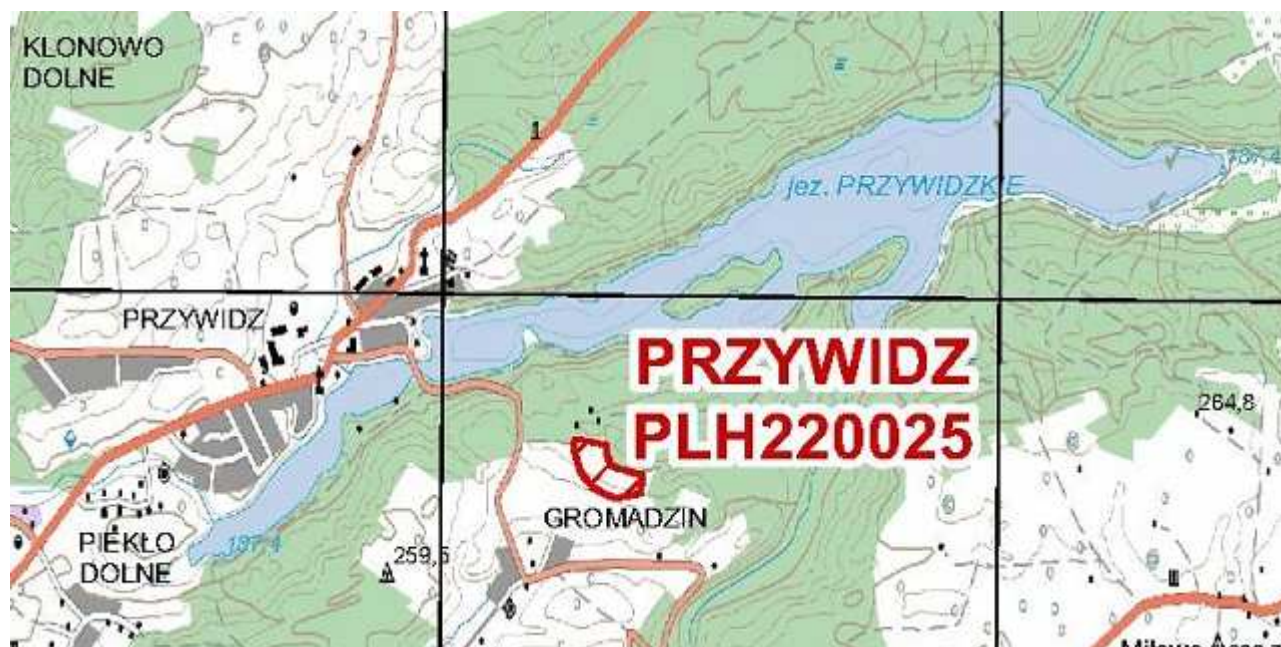 KLONOWO
DOLNE
1
jez. PRZYWIDZKIE
187,4
PRZYWIDZ
PRZYWIDZ
PLH220025
264,8
GROMADZIN
PIEKŁO
DOLNE
187,4
259,5